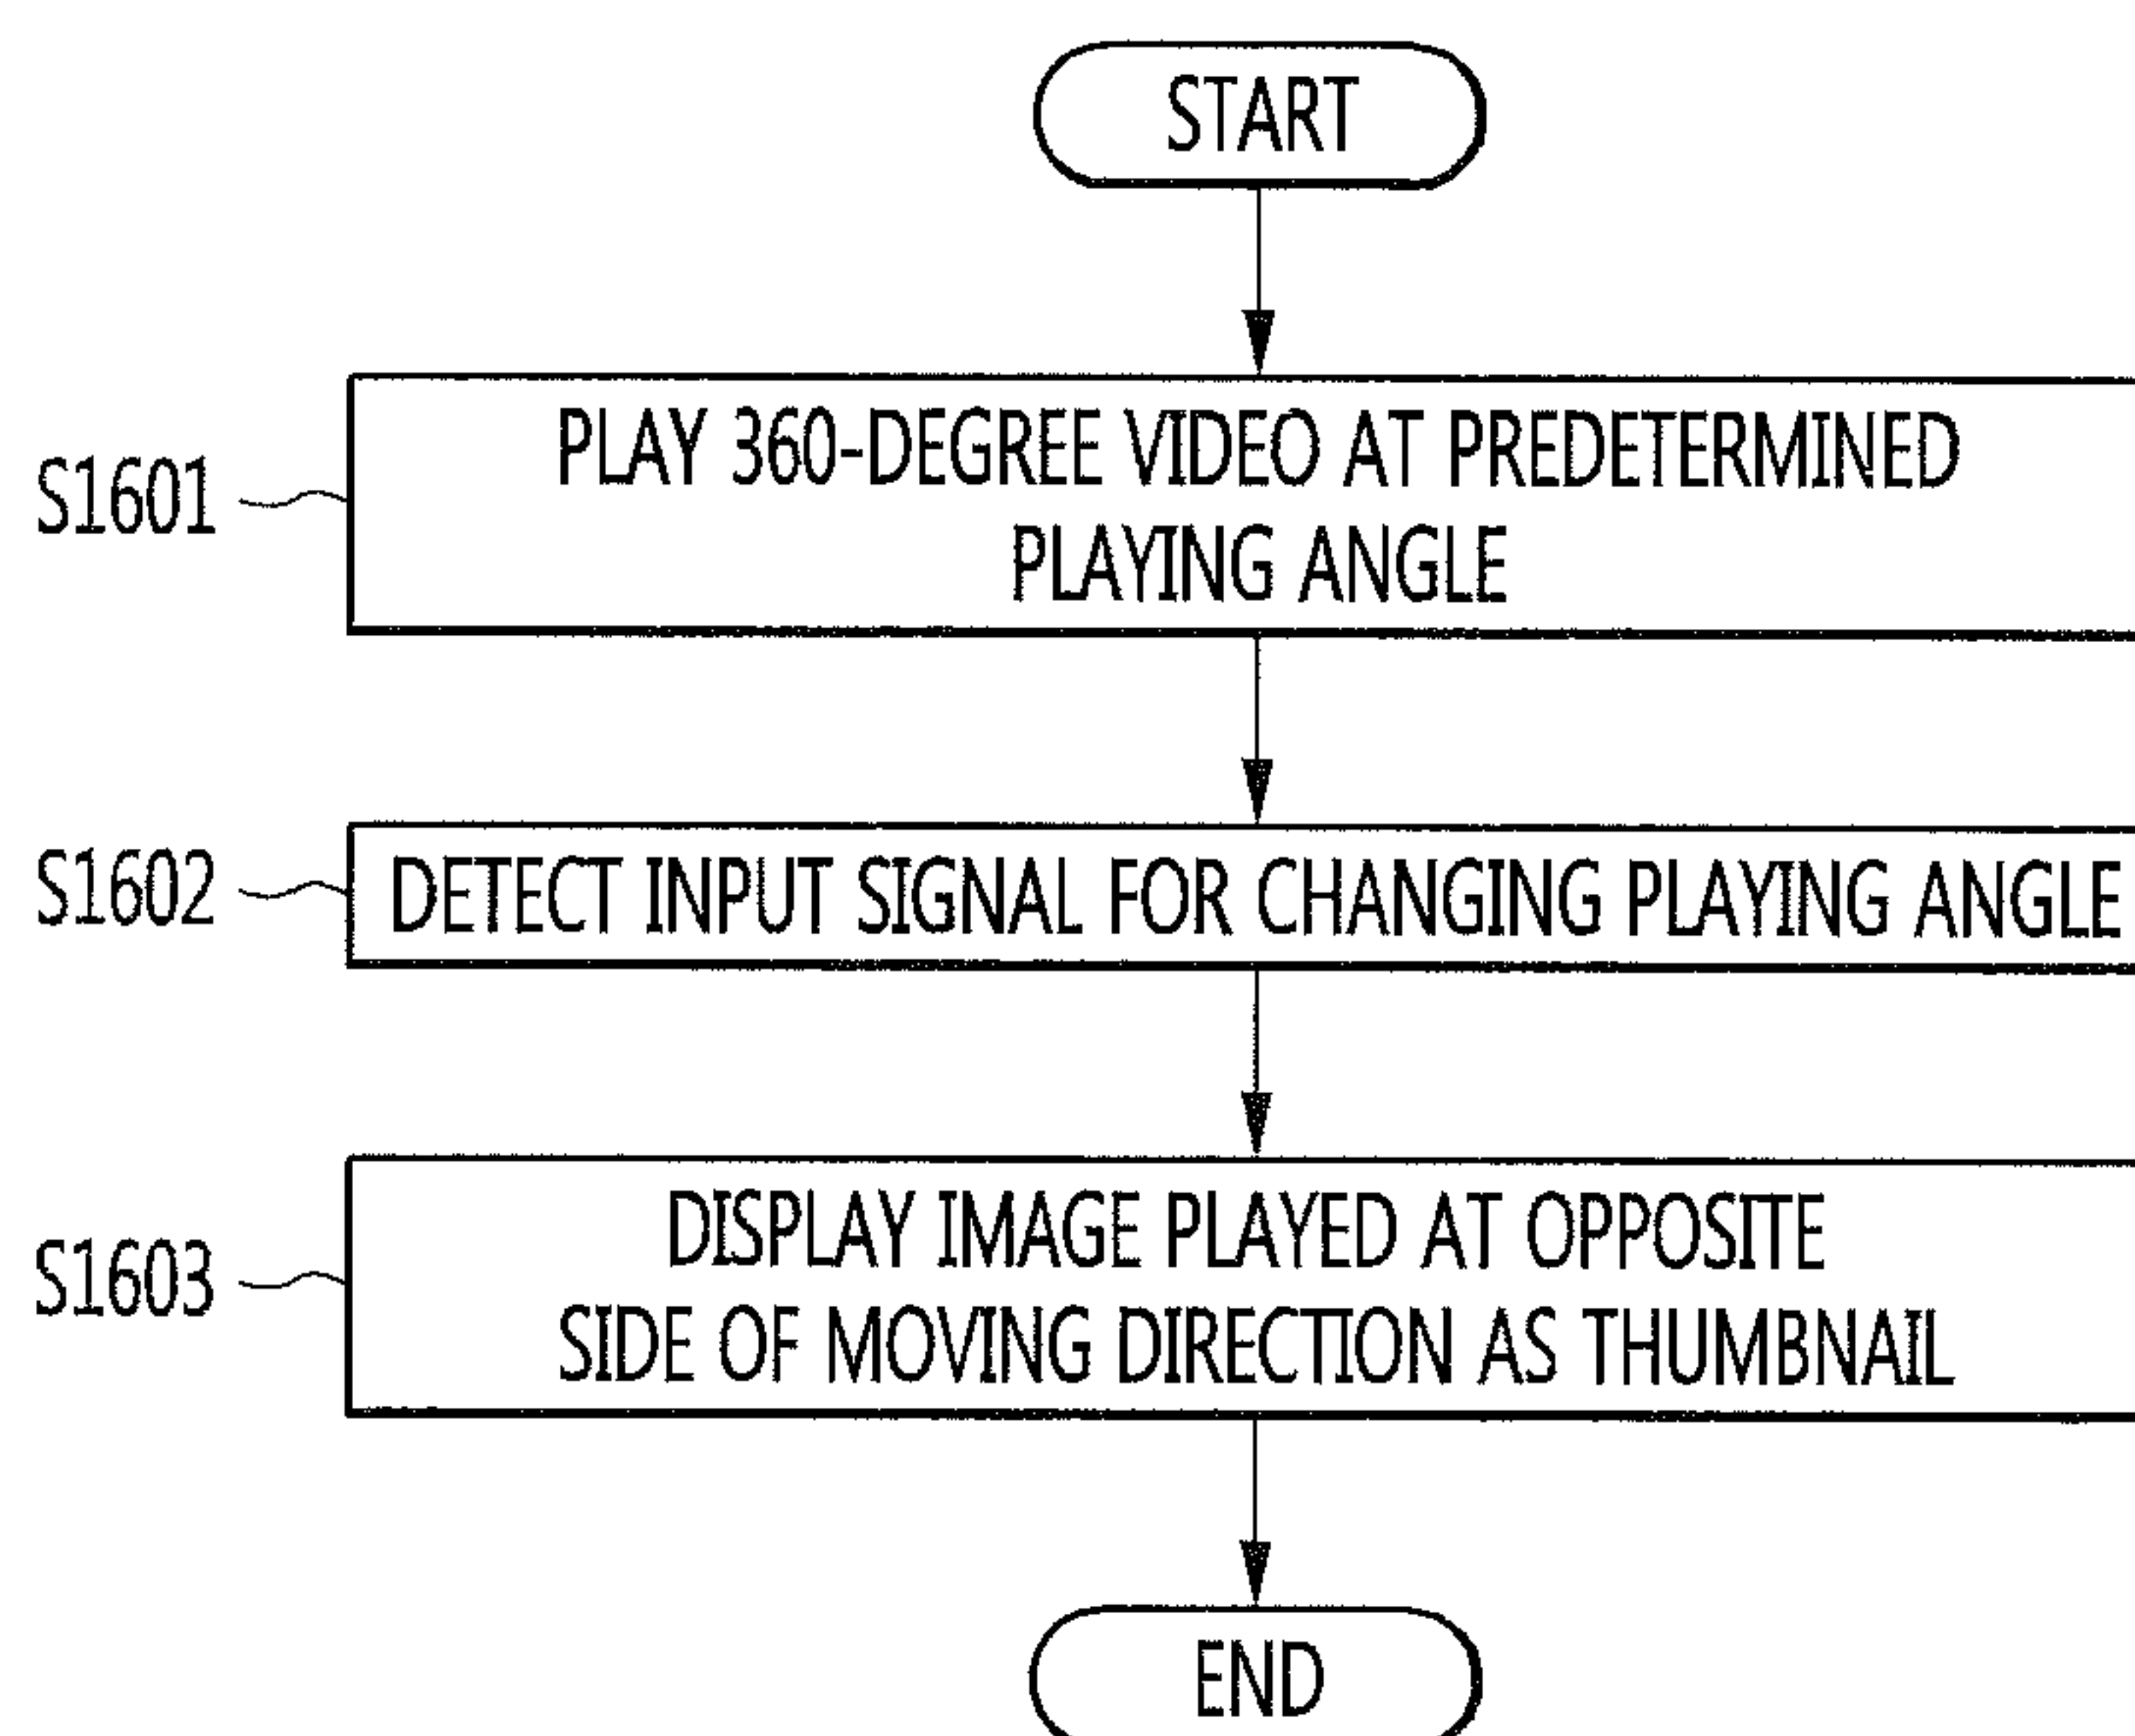 START
S1601
PLAY 360-DEGREE VIDEO AT PREDETERMINED
PLAYING ANGLE
S1602
DETECT INPUT SIGNAL FOR CHANGING PLAYING ANGLE
S1603
DISPLAY IMAGE PLAYED AT OPPOSITE
SIDE OF MOVING DIRECTION AS THUMBNAIL
END